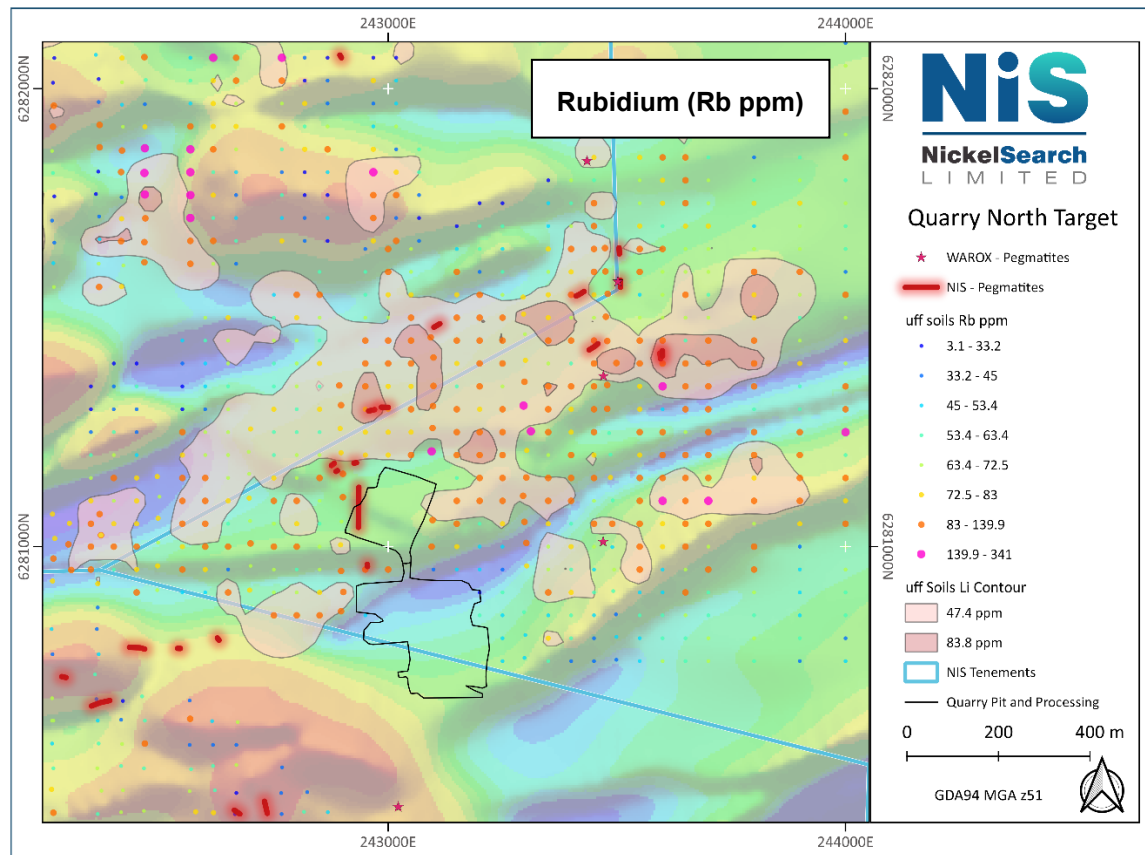 243000E
244000E
6282000N
6282000N
Rubidium (Rb ppm)
NiS
NickelSearch
LIMITED
Quarry North Target
WAROX - Pegmatites
NIS - Pegmatites
uff soils Rb ppm
3.1 - 33.2
33.2 - 45
45 - 53.4
53.4 - 63.4
63.4 - 72.5
72.5 - 83
83 - 139.9
139.9 - 341
uff Soils Li Contour
47.4 ppm
83.8 ppm
NIS Tenements
Quarry Pit and Processing
0 200 400 m
GDA94 MGA z51
6281000N
6281000N
243000E
244000E